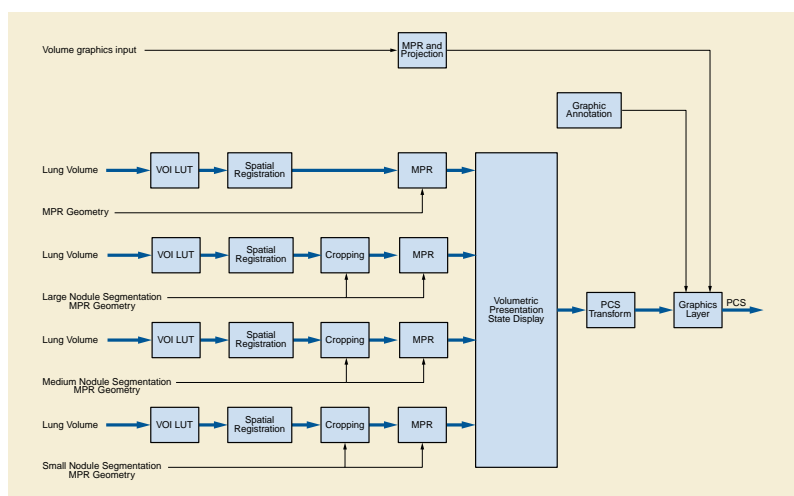 Volume graphics input
MPR and
Projection
Graphic
Annotation
Lung Volume
VOI LUT
Spatial
Registration
MPR
MPR Geometry
Lung Volume
VOI LUT
Spatial
Registration
Cropping
MPR
Large Nodule Segmentation
MPR Geometry
Volumetric
Presentation
State Display
PCS
Transform
Graphics
Layer
PCS
Lung Volume
VOI LUT
Spatial
Registration
Cropping
MPR
Medium Nodule Segmentation
MPR Geometry
Lung Volume
VOI LUT
Spatial
Registration
Cropping
MPR
Small Nodule Segmentation
MPR Geometry